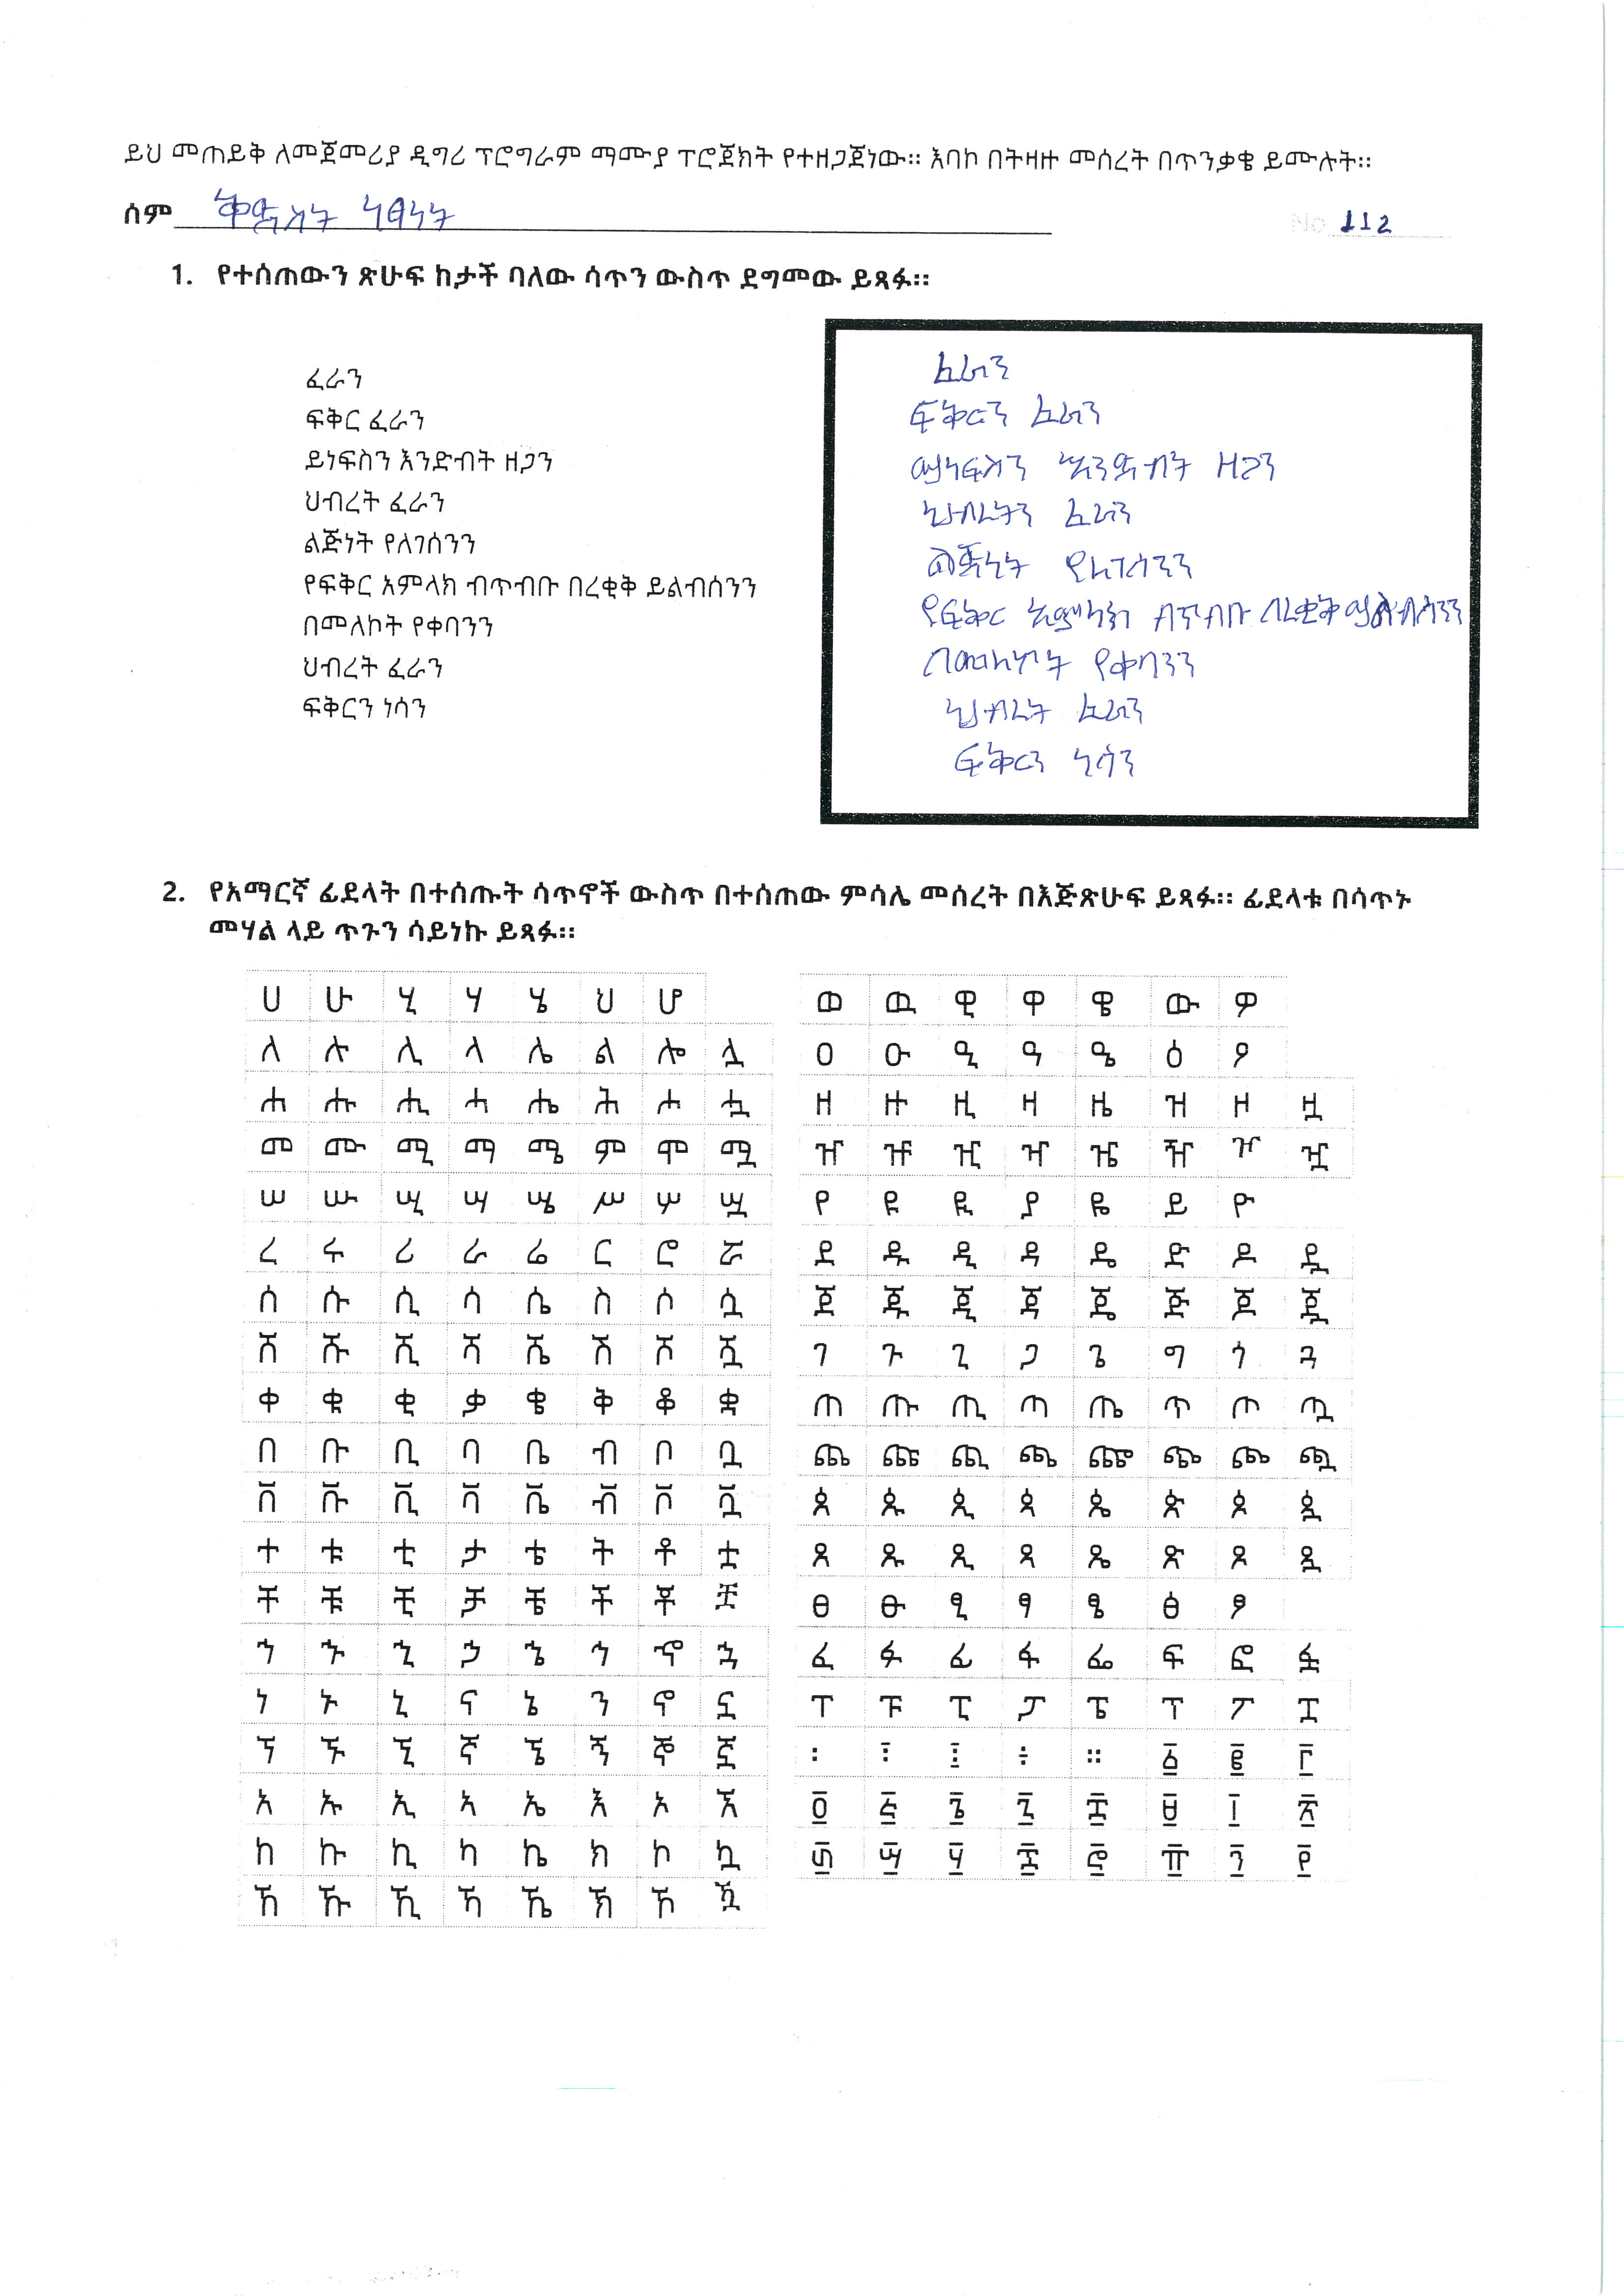 ይህ መጠይቅ ለመጀመሪያ ዲግሪ ፕሮግራም ማሙያ ፕሮጀክት የተዘጋጀነው። እባኮ በትዛዙ መሰረት በጥንቃቄ ይሙሉት።
ስም ቅድስት ነፃነት No. 112
1. የተሰጠውን ጽሁፍ ከታች ባለው ሳጥን ውስጥ ደግመው ይጻፉ።
ፈራን
ፍቅር ፈራን
ይነፍስን እንድብት ዘጋን
ህብረት ፈራን
ልጅነት የለገሰንን
የፍቅር አምላክ ብጥብቡ በረቂቅ ይልብሰንን
በመለኮት የቀባንን
ህብረት ፈራን
ፍቅርን ነሳን
ፈራን
ፍቅርን ፈራን
ይነፍስን እንድብት ዘጋን
ህብረትን ፈራን
ልጅነት የለገሰንን
የፍቅር አምላክ ብጥብቡ በረቂቅ ይልብሳንን
በመለኮት የቀባንን
ህብረት ፈራን
ፍቅርን ነሳን
2. የአማርኛ ፊደላት በተሰጡት ሳጥኖች ውስጥ በተሰጠው ምሳሌ መሰረት በእጅጽሁፍ ይጻፉ። ፊደላቱ በሳጥኑ
መሃል ላይ ጥጉን ሳይነኩ ይጻፉ።
ሀ ሁ ሂ ሃ ሄ ህ ሆ
ለ ሉ ሊ ላ ሌ ል ሎ ሏ
ሐ ሑ ሒ ሓ ሔ ሕ ሖ ሗ
መ ሙ ሚ ማ ሜ ም ሞ ሟ
ሠ ሡ ሢ ሣ ሤ ሥ ሦ ሧ
ረ ሩ ሪ ራ ሬ ር ሮ ሯ
ሰ ሱ ሲ ሳ ሴ ስ ሶ ሷ
ሸ ሹ ሺ ሻ ሼ ሽ ሾ ሿ
ቀ ቁ ቂ ቃ ቄ ቅ ቆ ቋ
በ ቡ ቢ ባ ቤ ብ ቦ ቧ
ቨ ቩ ቪ ቫ ቬ ቭ ቮ ቯ
ተ ቱ ቲ ታ ቴ ት ቶ ቷ
ቸ ቹ ቺ ቻ ቼ ች ቾ ቿ
ኀ ኁ ኂ ኃ ኄ ኅ ኆ ኋ
ነ ኑ ኒ ና ኔ ን ኖ ኗ
ኘ ኙ ኚ ኛ ኜ ኝ ኞ ኟ
አ ኡ ኢ ኣ ኤ እ ኦ ኧ
ከ ኩ ኪ ካ ኬ ክ ኮ ኳ
ኸ ኹ ኺ ኻ ኼ ኽ ኾ ዃ
ወ ዉ ዊ ዋ ዌ ው ዎ
ዐ ዑ ዒ ዓ ዔ ዕ ዖ
ዘ ዙ ዚ ዛ ዜ ዝ ዞ ዟ
ዠ ዡ ዢ ዣ ዤ ዥ ዦ ዧ
የ ዩ ዪ ያ ዬ ይ ዮ
ደ ዱ ዲ ዳ ዴ ድ ዶ ዷ
ጀ ጁ ጂ ጃ ጄ ጅ ጆ ጇ
ገ ጉ ጊ ጋ ጌ ግ ጎ ጓ
ጠ ጡ ጢ ጣ ጤ ጥ ጦ ጧ
ጨ ጩ ጪ ጫ ጬ ጭ ጮ ጯ
ጰ ጱ ጲ ጳ ጴ ጵ ጶ ጷ
ጸ ጹ ጺ ጻ ጼ ጽ ጾ ጿ
ፀ ፁ ፂ ፃ ፄ ፅ ፆ
ፈ ፉ ፊ ፋ ፌ ፍ ፎ ፏ
ፐ ፑ ፒ ፓ ፔ ፕ ፖ ፗ
፡ ፤ ፥ ፥ ። ፩ ፪ ፫
፬ ፭ ፮ ፯ ፰ ፱ ፲ ፳
፴ ፵ ፶ ፷ ፸ ፹ ፺ ፻